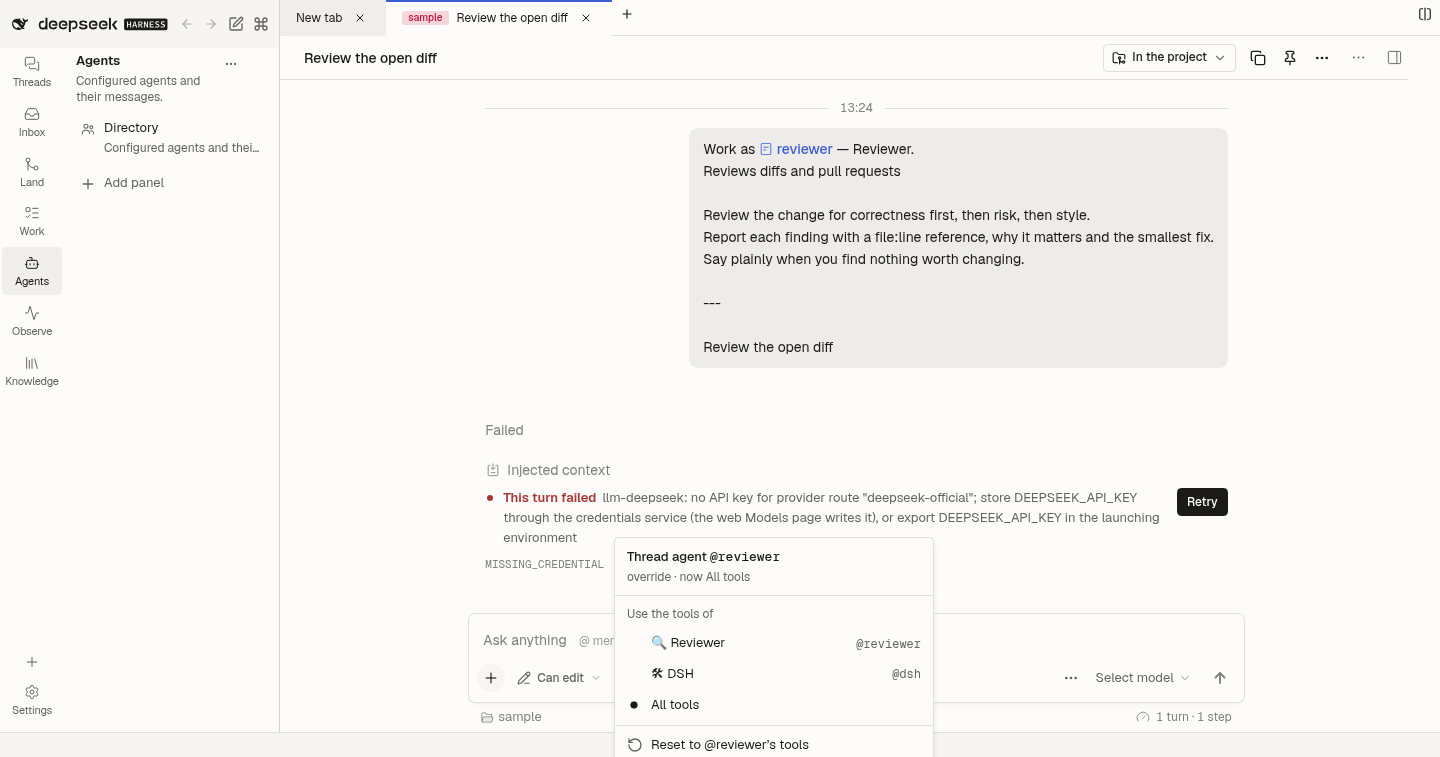 deepseek HARNESS
New tab
sample Review the open diff
Threads
Inbox
Land
Work
Agents
Observe
Knowledge
Settings
Agents
Configured agents and
their messages.
Directory
Configured agents and thei...
Add panel
Review the open diff
In the project
13:24
Work as reviewer — Reviewer.
Reviews diffs and pull requests
Review the change for correctness first, then risk, then style.
Report each finding with a file:line reference, why it matters and the smallest fix.
Say plainly when you find nothing worth changing.
---
Review the open diff
Failed
Injected context
This turn failed llm-deepseek: no API key for provider route "deepseek-official"; store DEEPSEEK_API_KEY
through the credentials service (the web Models page writes it), or export DEEPSEEK_API_KEY in the launching
environment
Retry
MISSING_CREDENTIAL
Thread agent @reviewer
override · now All tools
Use the tools of
Reviewer @reviewer
DSH @dsh
All tools
Reset to @reviewer's tools
Ask anything @ mer
Can edit
Select model
sample
1 turn · 1 step